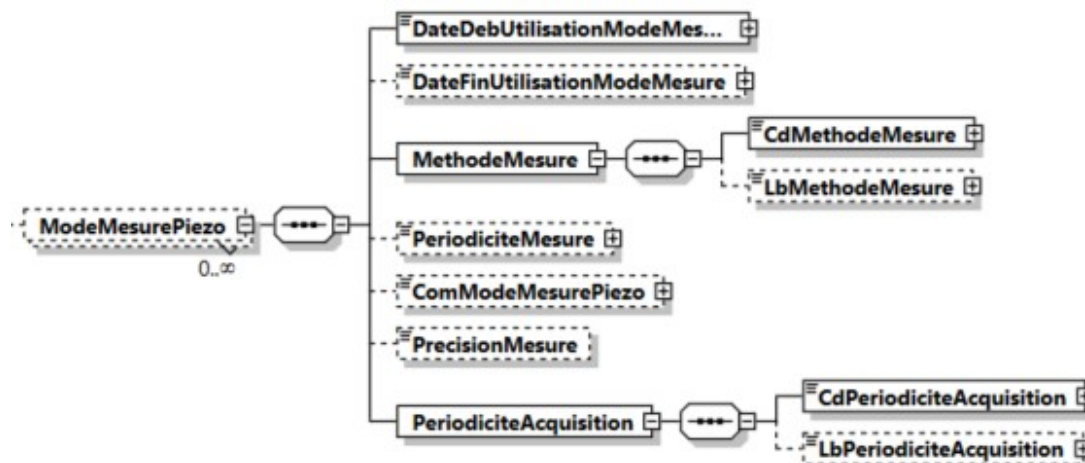 DateDebUtilisationModeMes...
DateFinUtilisationModeMesure
MethodeMesure
CdMethodeMesure
LbMethodeMesure
ModeMesurePiezo
0..∞
PeriodiciteMesure
ComModeMesurePiezo
PrecisionMesure
PeriodiciteAcquisition
CdPeriodiciteAcquisition
LbPeriodiciteAcquisition